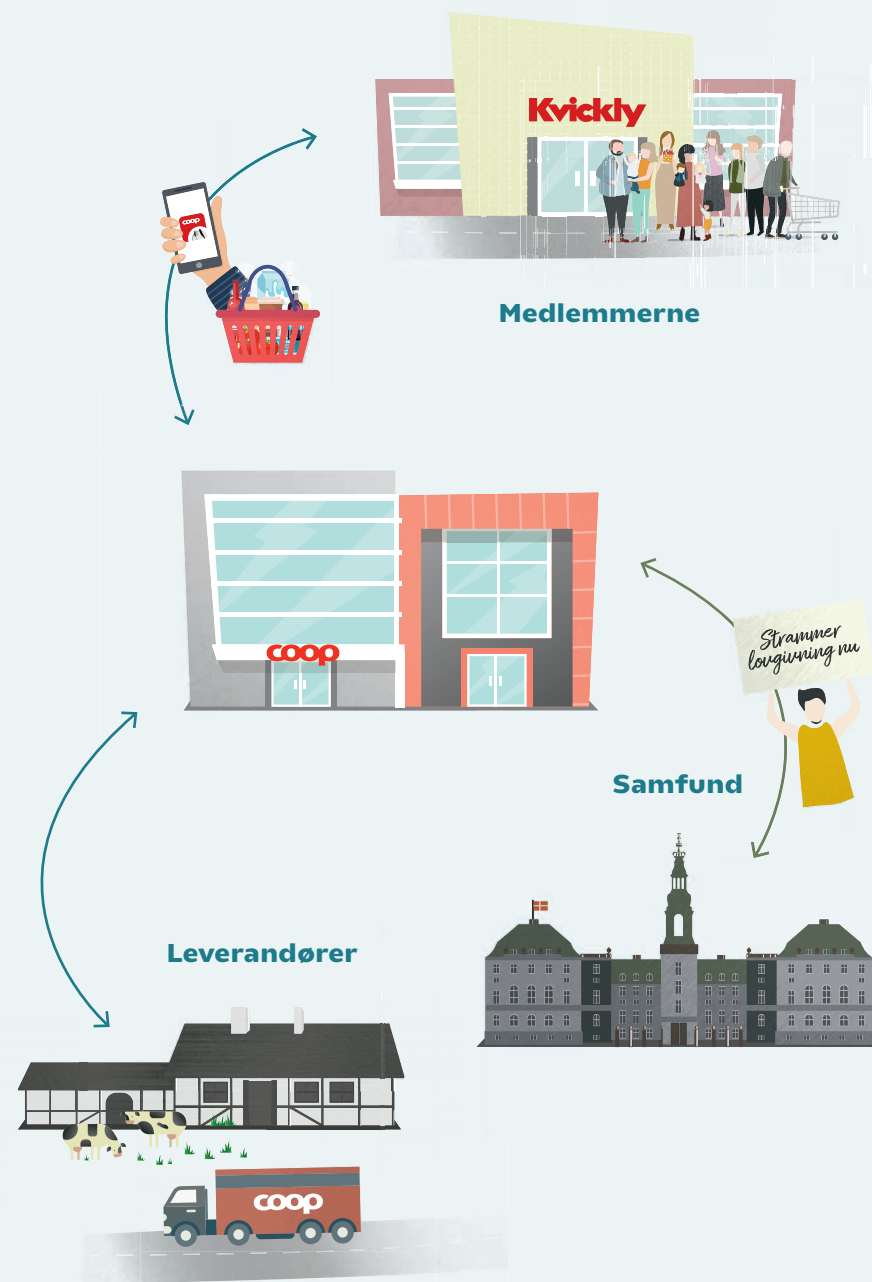 Kvickly
coop
Medlemmerne
coop
Strammer
lovgivning nu
Samfund
Leverandører
coop